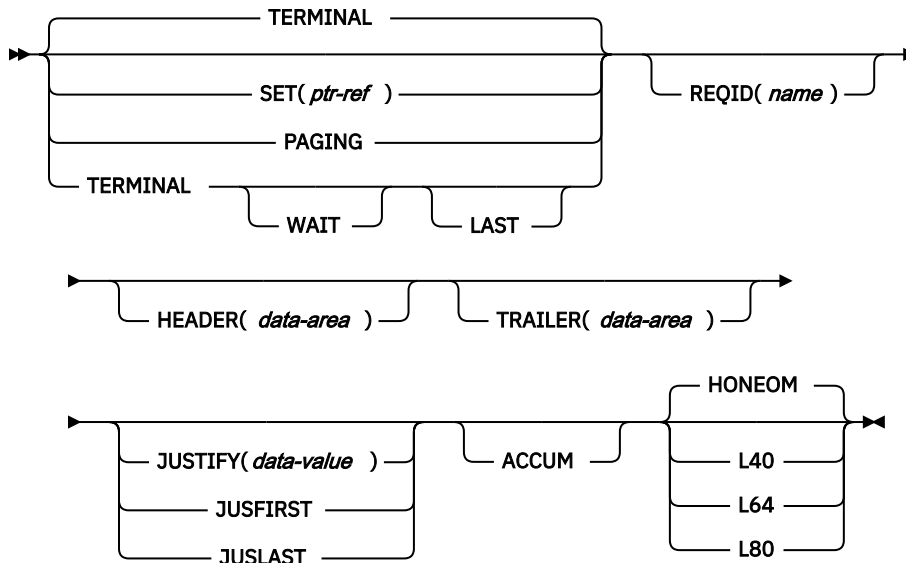 TERMINAL
SET( ptr-ref )
REQID( name )
PAGING
TERMINAL
WAIT
LAST
HEADER( data-area )
TRAILER( data-area )
HONEOM
JUSTIFY( data-value )
ACCUM
L40
JUSFIRST
L64
JUSLAST
L80